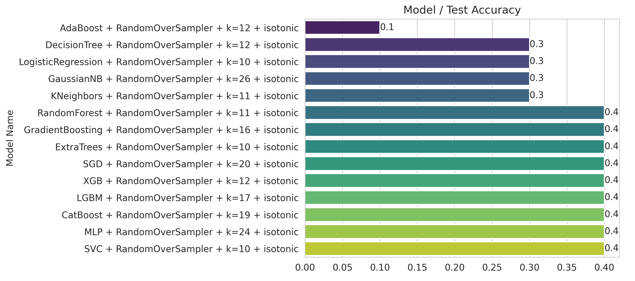 Model / Test Accuracy
Model Name
AdaBoost + RandomOverSampler + k=12 + isotonic 0.1
DecisionTree + RandomOverSampler + k=12 + isotonic 0.3
LogisticRegression + RandomOverSampler + k=10 + isotonic 0.3
GaussianNB + RandomOverSampler + k=26 + isotonic 0.3
KNeighbors + RandomOverSampler + k=11 + isotonic 0.3
RandomForest + RandomOverSampler + k=11 + isotonic 0.4
GradientBoosting + RandomOverSampler + k=16 + isotonic 0.4
ExtraTrees + RandomOverSampler + k=10 + isotonic 0.4
SGD + RandomOverSampler + k=20 + isotonic 0.4
XGB + RandomOverSampler + k=12 + isotonic 0.4
LGBM + RandomOverSampler + k=17 + isotonic 0.4
CatBoost + RandomOverSampler + k=19 + isotonic 0.4
MLP + RandomOverSampler + k=24 + isotonic 0.4
SVC + RandomOverSampler + k=10 + isotonic 0.4
0.00 0.05 0.10 0.15 0.20 0.25 0.30 0.35 0.40